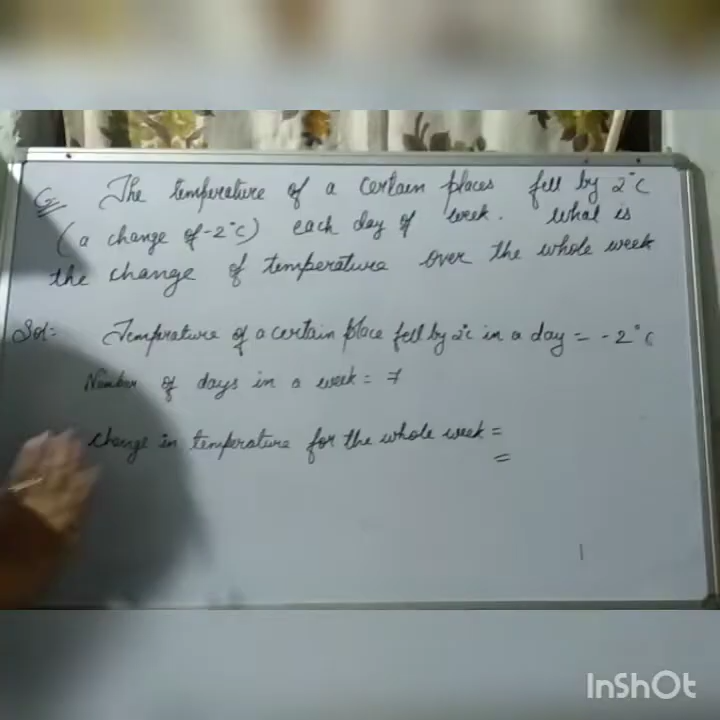 Q The temperature of a certain places fell by 2°C
(a change of -2°C) each day of week. What is
the change of temperature over the whole week
Sol= Temprature of a certain place fell by 2°c in a day = -2°C
Number of days in a week = 7
change in temperature for the whole week =
=
InShOt